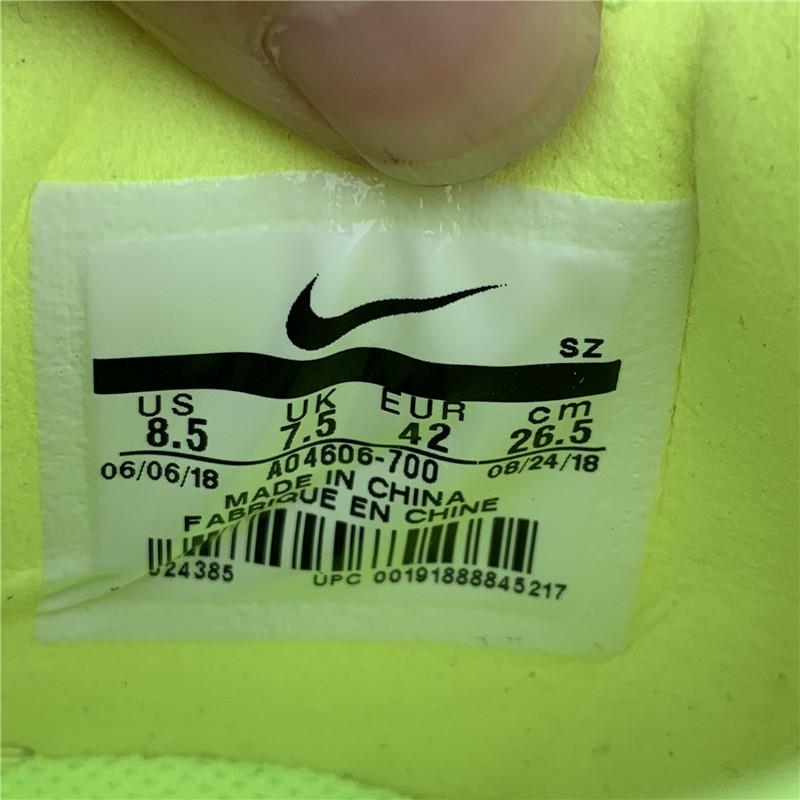 SZ
US UK EUR cm
8.5 7.5 42 26.5
06/06/18 AO4606-700 08/24/18
MADE IN CHINA
FABRIQUE EN CHINE
024385 UPC 00191888845217